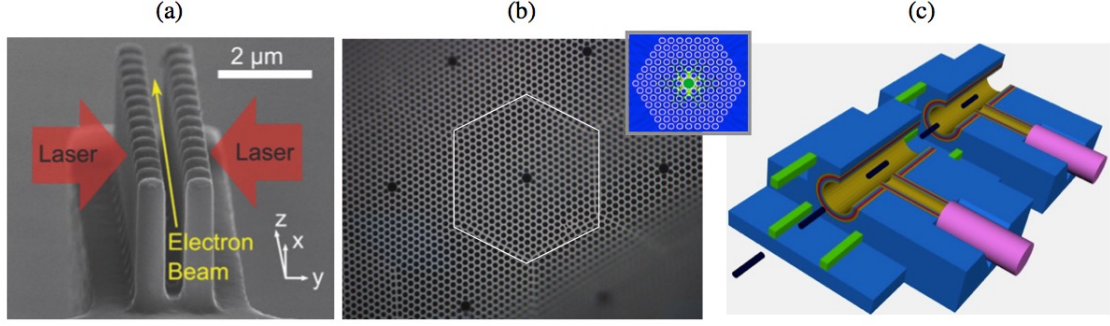 (a)
(b)
(c)
2 μm
Laser
Laser
Electron
Beam
z
x
y